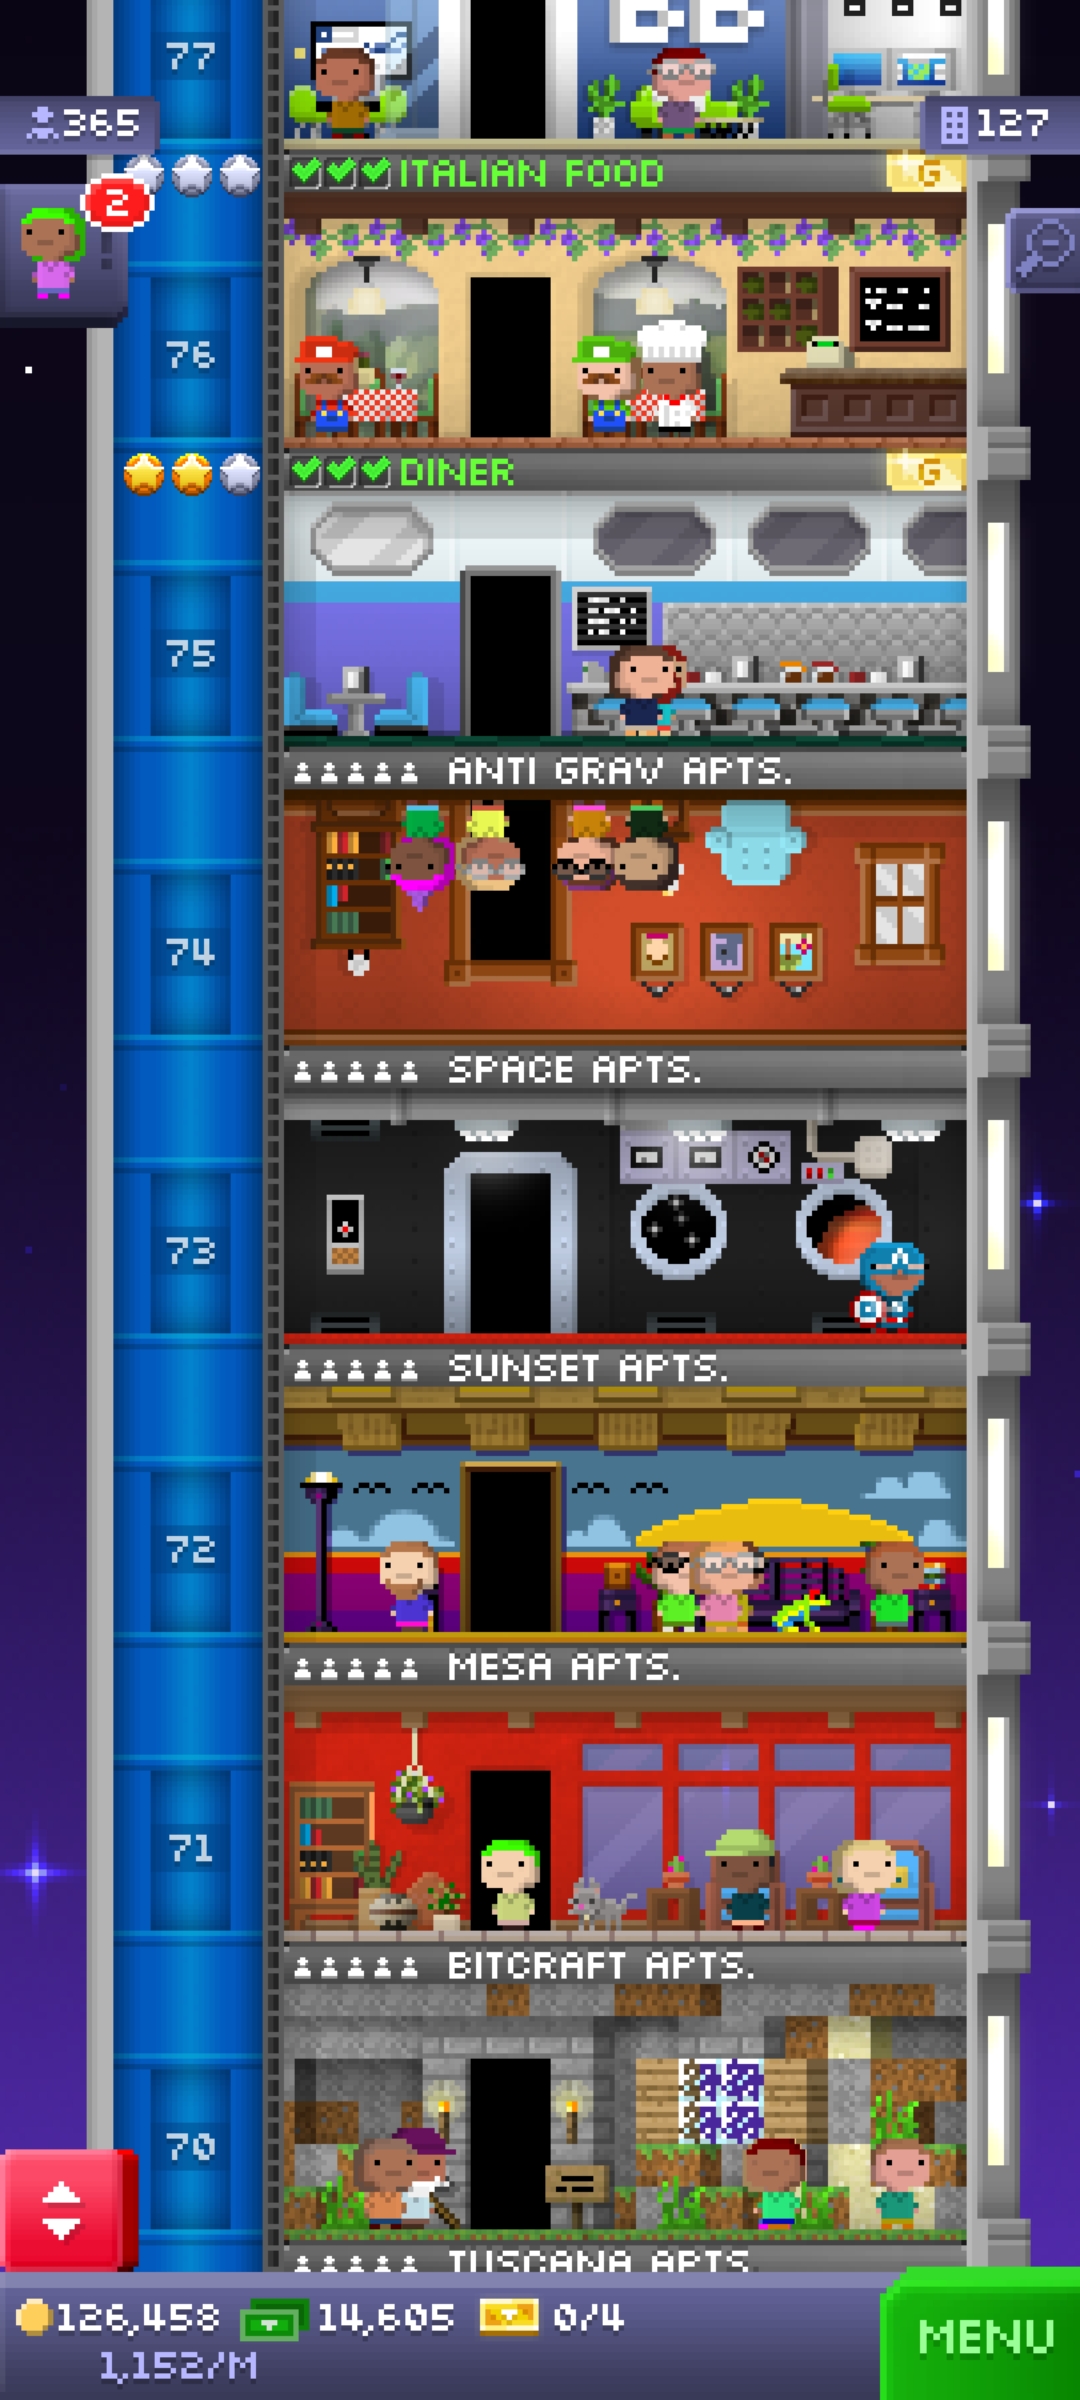 77
365
127
2
ITALIAN FOOD
G
76
DINER
G
75
ANTI GRAV APTS.
74
SPACE APTS.
73
SUNSET APTS.
72
MESA APTS.
71
BITCRAFT APTS.
70
TUSCANA APTS.
126,458 14,605 0/4
1,152/M
MENU